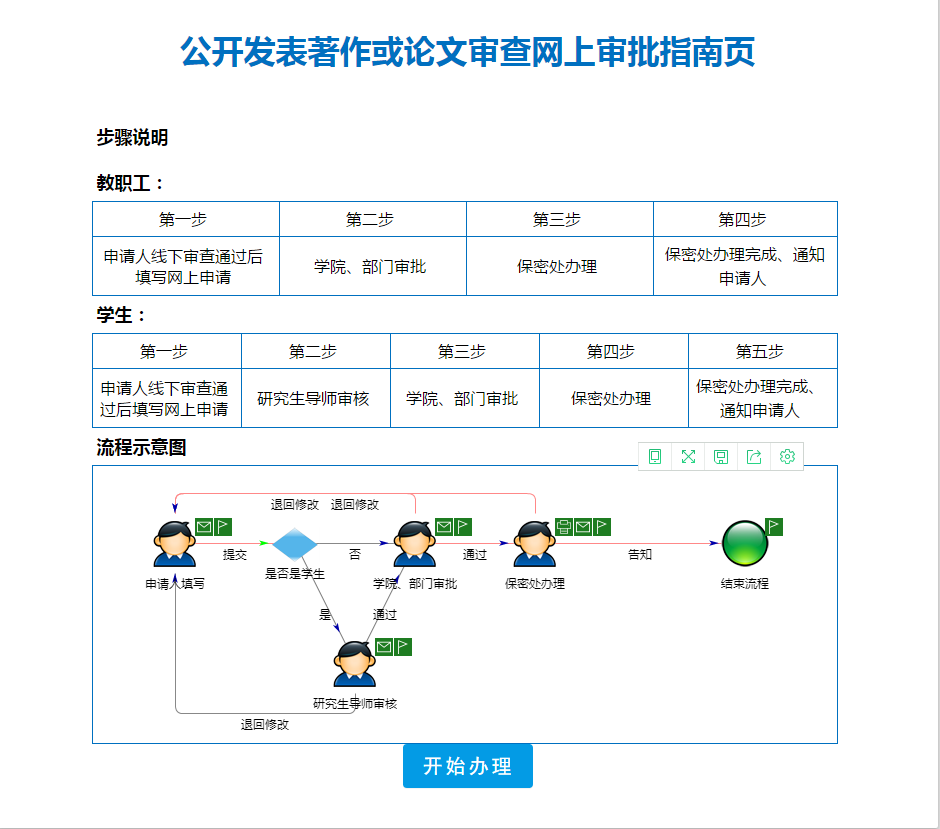 公开发表著作或论文审查网上审批指南页
步骤说明
教职工：
第一步 第二步 第三步 第四步
申请人线下审查通过后
填写网上申请
学院、部门审批
保密处办理
保密处办理完成、通知
申请人
学生：
第一步 第二步 第三步 第四步 第五步
申请人线下审查通
过后填写网上申请
研究生导师审核
学院、部门审批
保密处办理
保密处办理完成、
通知申请人
流程示意图
退回修改 退回修改
提交 否 通过 告知
是否是学生
申请人填写 学院、部门审批 保密处办理 结束流程
是 通过
研究生导师审核
退回修改
开始办理